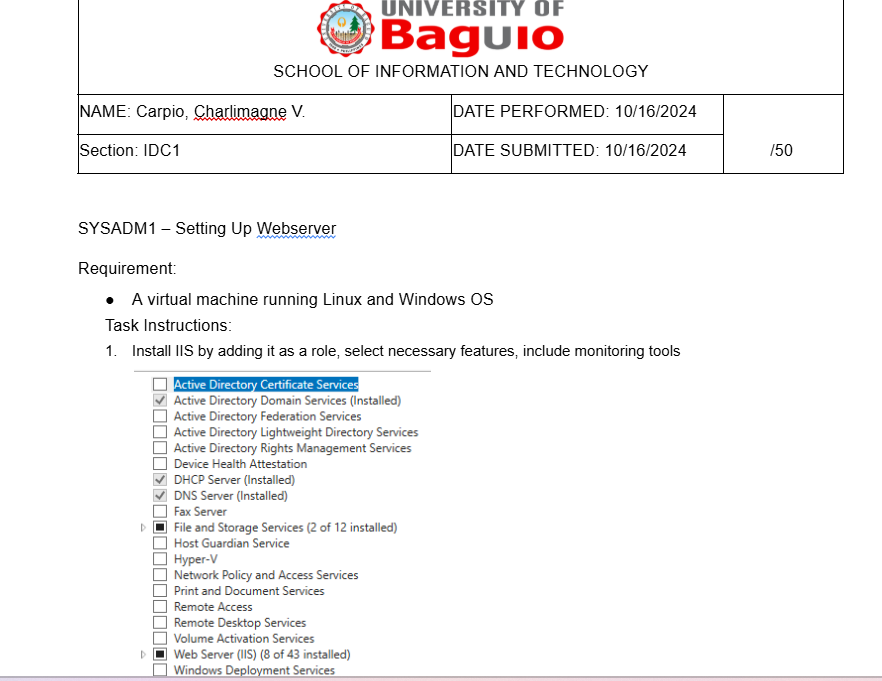 UNIVERSITY OF
Baguio
SCHOOL OF INFORMATION AND TECHNOLOGY
NAME: Carpio, Charlimagne V.
DATE PERFORMED: 10/16/2024
Section: IDC1
DATE SUBMITTED: 10/16/2024
/50
SYSADM1 – Setting Up Webserver
Requirement:
● A virtual machine running Linux and Windows OS
Task Instructions:
1. Install IIS by adding it as a role, select necessary features, include monitoring tools
Active Directory Certificate Services
Active Directory Domain Services (Installed)
Active Directory Federation Services
Active Directory Lightweight Directory Services
Active Directory Rights Management Services
Device Health Attestation
DHCP Server (Installed)
DNS Server (Installed)
Fax Server
File and Storage Services (2 of 12 installed)
Host Guardian Service
Hyper-V
Network Policy and Access Services
Print and Document Services
Remote Access
Remote Desktop Services
Volume Activation Services
Web Server (IIS) (8 of 43 installed)
Windows Deployment Services